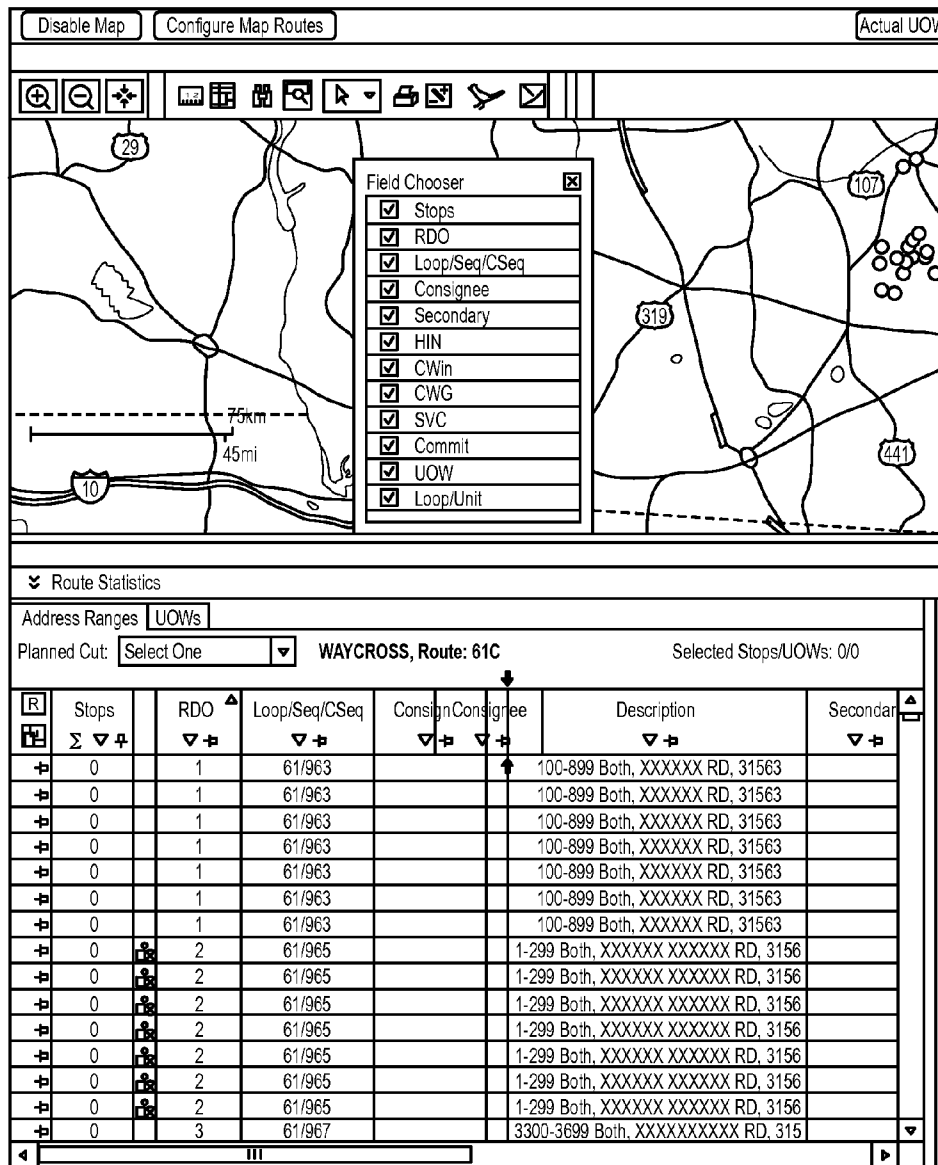 Disable Map Configure Map Routes Actual UOW
29
107
319
441
10
75km
45mi
Field Chooser
Stops
RDO
Loop/Seq/CSeq
Consignee
Secondary
HIN
CWin
CWG
SVC
Commit
UOW
Loop/Unit
Route Statistics
Address Ranges UOWs
Planned Cut: Select One WAYCROSS, Route: 61C Selected Stops/UOWs: 0/0
R Stops RDO Loop/Seq/CSeq Consign Consignee Description Secondar
Σ
0 1 61/963 100-899 Both, XXXXXX RD, 31563
0 1 61/963 100-899 Both, XXXXXX RD, 31563
0 1 61/963 100-899 Both, XXXXXX RD, 31563
0 1 61/963 100-899 Both, XXXXXX RD, 31563
0 1 61/963 100-899 Both, XXXXXX RD, 31563
0 1 61/963 100-899 Both, XXXXXX RD, 31563
0 1 61/963 100-899 Both, XXXXXX RD, 31563
0 2 61/965 1-299 Both, XXXXXX XXXXXX RD, 3156
0 2 61/965 1-299 Both, XXXXXX XXXXXX RD, 3156
0 2 61/965 1-299 Both, XXXXXX XXXXXX RD, 3156
0 2 61/965 1-299 Both, XXXXXX XXXXXX RD, 3156
0 2 61/965 1-299 Both, XXXXXX XXXXXX RD, 3156
0 2 61/965 1-299 Both, XXXXXX XXXXXX RD, 3156
0 2 61/965 1-299 Both, XXXXXX XXXXXX RD, 3156
0 3 61/967 3300-3699 Both, XXXXXXXXXX RD, 315